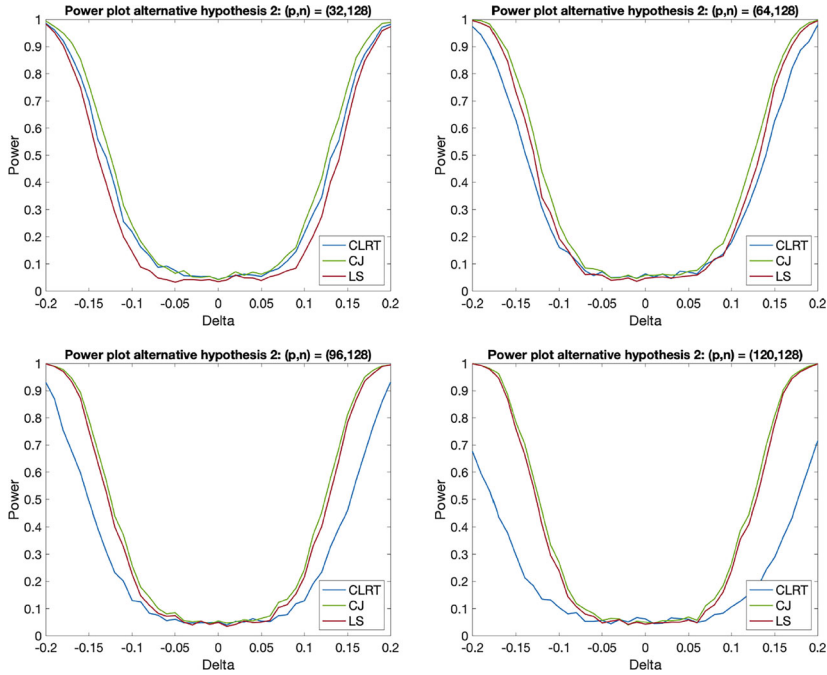 Power plot alternative hypothesis 2: (p,n) = (32,128)
1
0.9
0.8
0.7
0.6
0.5
0.4
0.3
0.2
0.1
0
Power
CLRT
CJ
LS
-0.2 -0.15 -0.1 -0.05 0 0.05 0.1 0.15 0.2
Delta
Power plot alternative hypothesis 2: (p,n) = (64,128)
1
0.9
0.8
0.7
0.6
0.5
0.4
0.3
0.2
0.1
0
Power
CLRT
CJ
LS
-0.2 -0.15 -0.1 -0.05 0 0.05 0.1 0.15 0.2
Delta
Power plot alternative hypothesis 2: (p,n) = (96,128)
1
0.9
0.8
0.7
0.6
0.5
0.4
0.3
0.2
0.1
0
Power
CLRT
CJ
LS
-0.2 -0.15 -0.1 -0.05 0 0.05 0.1 0.15 0.2
Delta
Power plot alternative hypothesis 2: (p,n) = (120,128)
1
0.9
0.8
0.7
0.6
0.5
0.4
0.3
0.2
0.1
0
Power
CLRT
CJ
LS
-0.2 -0.15 -0.1 -0.05 0 0.05 0.1 0.15 0.2
Delta